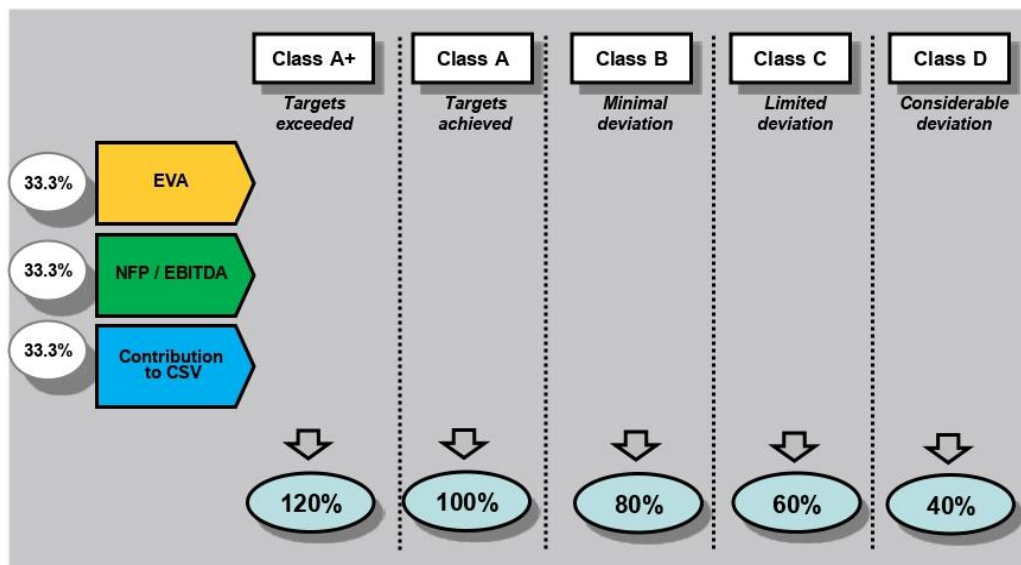 Class A+
Class A
Class B
Class C
Class D
Targets
exceeded
Targets
achieved
Minimal
deviation
Limited
deviation
Considerable
deviation
33.3%
EVA
33.3%
NFP / EBITDA
33.3%
Contribution
to CSV
120%
100%
80%
60%
40%